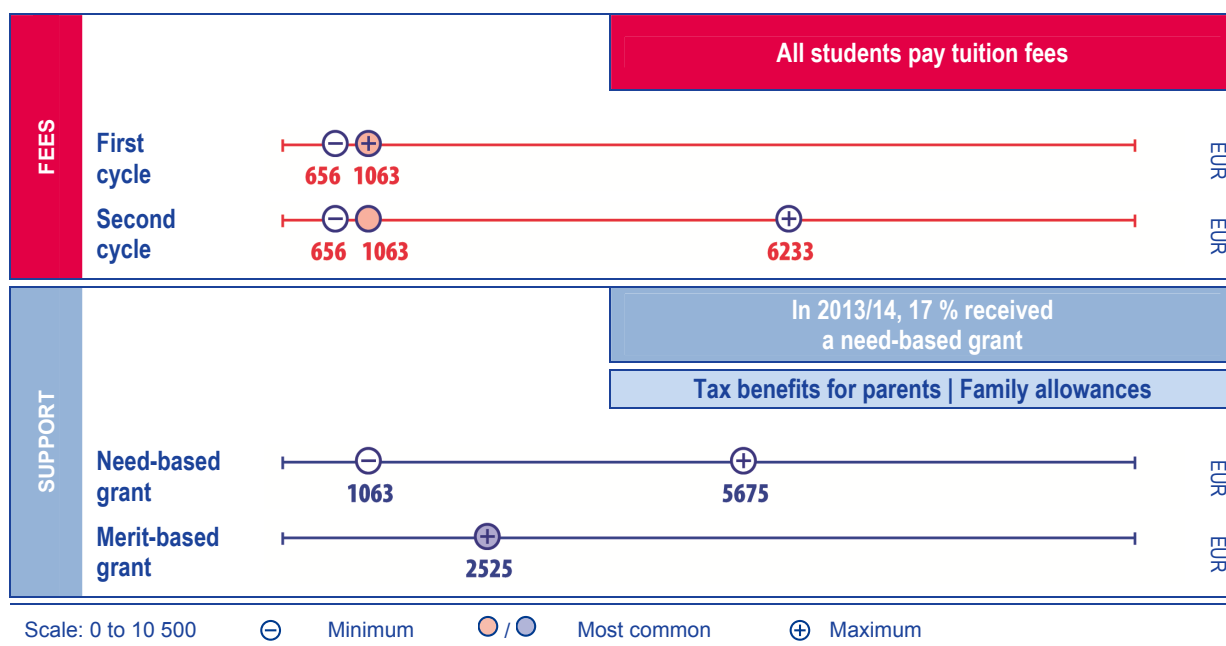 All students pay tuition fees
FEES
First
cycle
656 1063
EUR
Second
cycle
656 1063 6233
EUR
In 2013/14, 17 % received
a need-based grant
Tax benefits for parents | Family allowances
SUPPORT
Need-based
grant
1063 5675
EUR
Merit-based
grant
2525
EUR
Scale: 0 to 10 500 Minimum / Most common Maximum